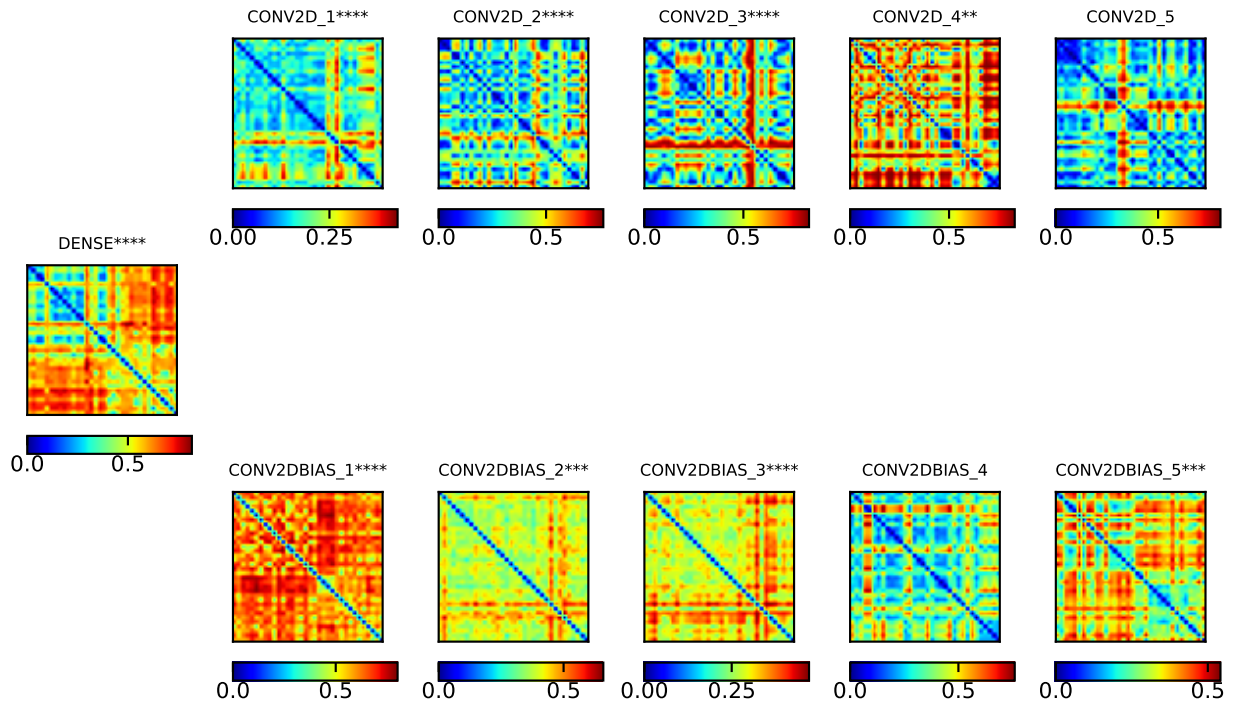 CONV2D_1**** CONV2D_2**** CONV2D_3**** CONV2D_4** CONV2D_5
0.00 0.25 0.0 0.5 0.0 0.5 0.0 0.5 0.0 0.5
DENSE****
0.0 0.5
CONV2DBIAS_1**** CONV2DBIAS_2*** CONV2DBIAS_3**** CONV2DBIAS_4 CONV2DBIAS_5***
0.0 0.5 0.0 0.5 0.00 0.25 0.0 0.5 0.0 0.5